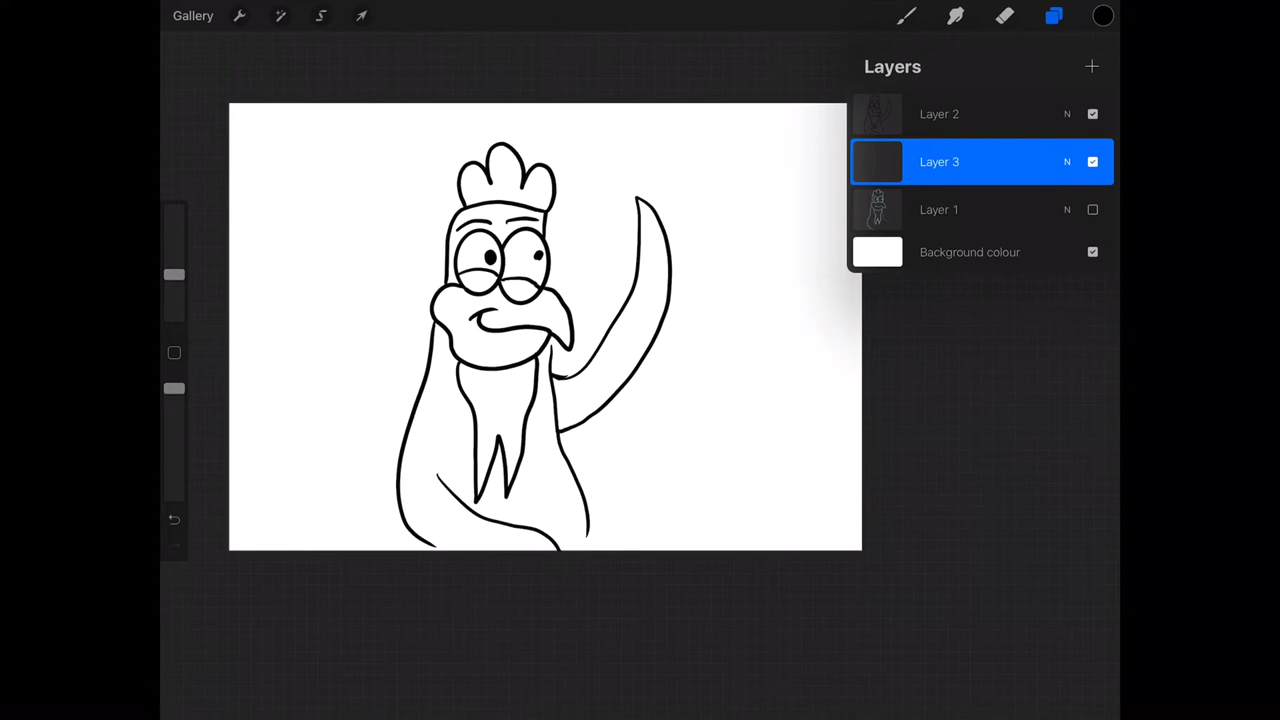 Gallery
Layers
Layer 2 N
Layer 3 N
Layer 1 N
Background colour